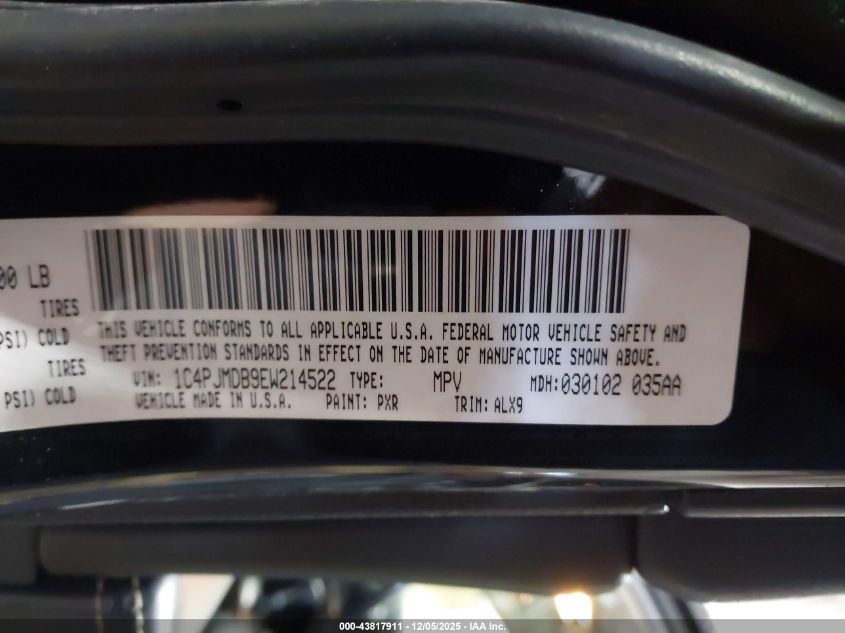 00 LB
TIRES
PSI) COLD
TIRES
PSI) COLD
THIS VEHICLE CONFORMS TO ALL APPLICABLE U.S.A. FEDERAL MOTOR VEHICLE SAFETY AND
THEFT PREVENTION STANDARDS IN EFFECT ON THE DATE OF MANUFACTURE SHOWN ABOVE.
VIN: 1C4PJMDB9EW214522 TYPE: MPV MDH:030102 035AA
VEHICLE MADE IN U.S.A. PAINT: PXR TRIM: ALX9
000-43817911 - 12/05/2025 - IAA Inc.